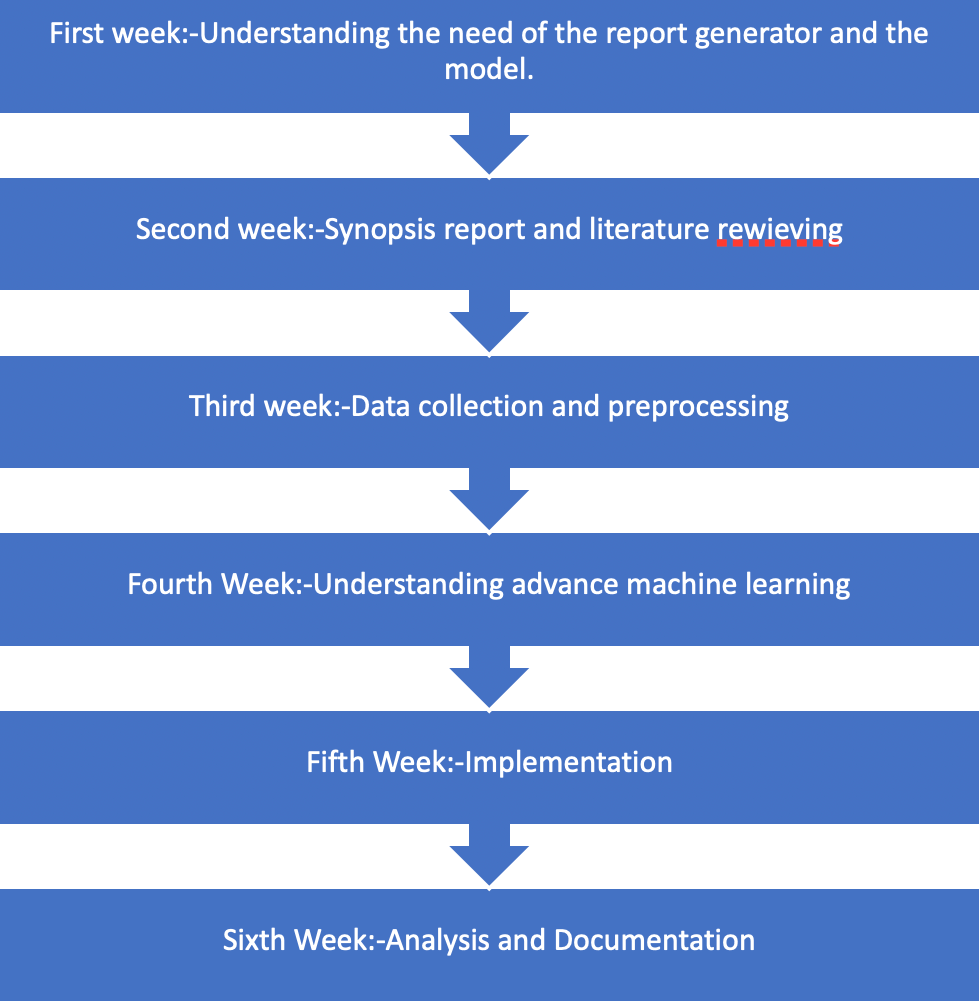 First week:-Understanding the need of the report generator and the
model.
Second week:-Synopsis report and literature rewieving
Third week:-Data collection and preprocessing
Fourth Week:-Understanding advance machine learning
Fifth Week:-Implementation
Sixth Week:-Analysis and Documentation